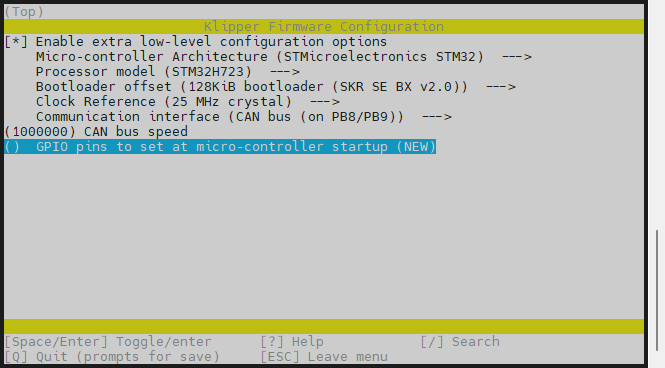 (Top)
Klipper Firmware Configuration
[*] Enable extra low-level configuration options
Micro-controller Architecture (STMicroelectronics STM32)  --->
Processor model (STM32H723)  --->
Bootloader offset (128KiB bootloader (SKR SE BX v2.0))  --->
Clock Reference (25 MHz crystal)  --->
Communication interface (CAN bus (on PB8/PB9))  --->
(1000000) CAN bus speed
()  GPIO pins to set at micro-controller startup (NEW)
[Space/Enter] Toggle/enter     [?] Help     [/] Search
[Q] Quit (prompts for save)     [ESC] Leave menu